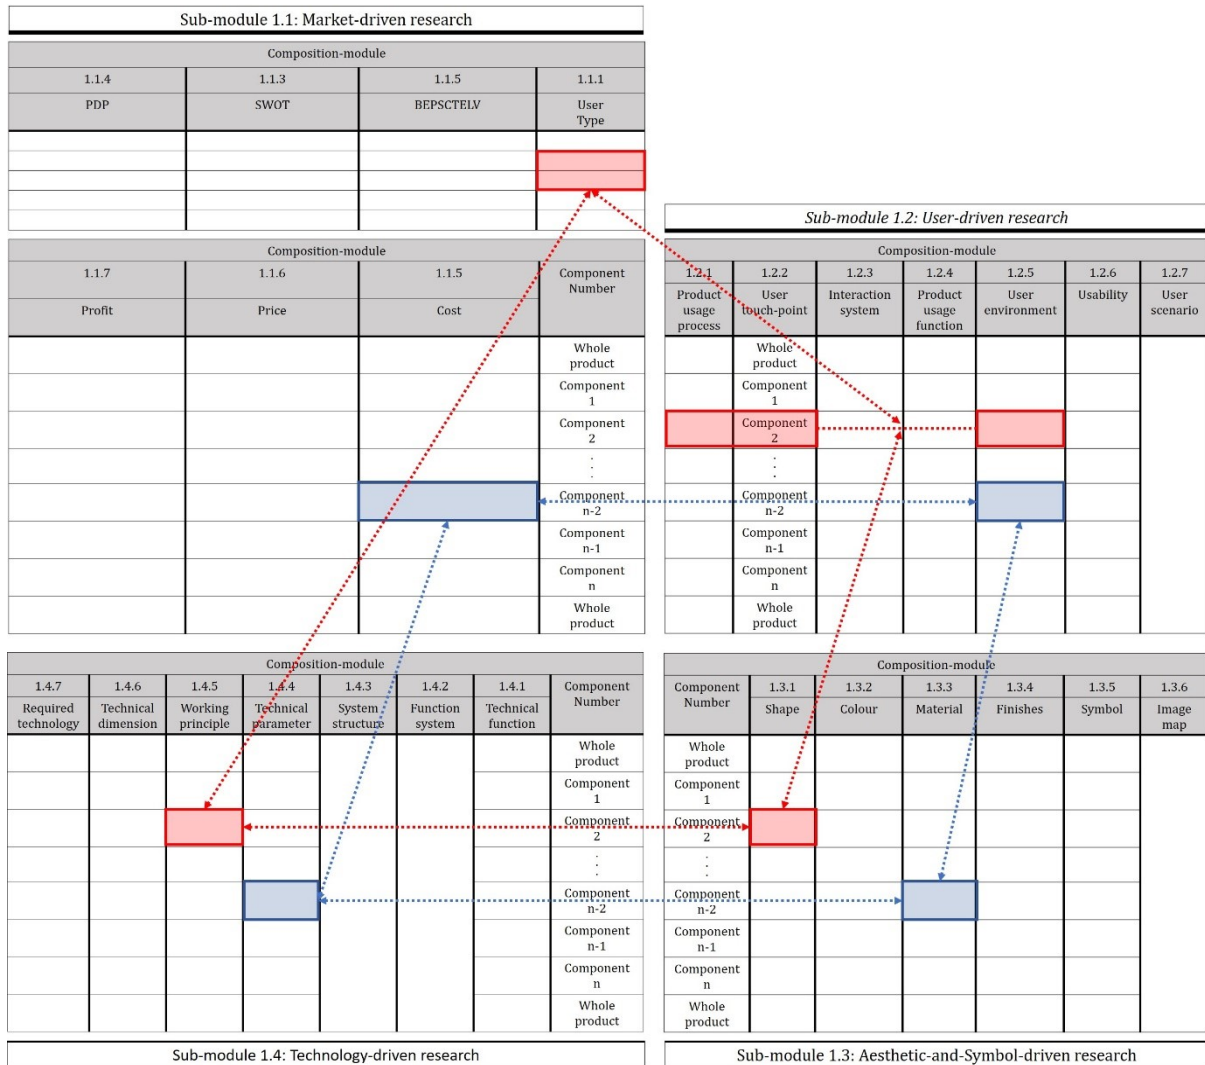 Sub-module 1.1: Market-driven research
Composition-module
1.1.4 1.1.3 1.1.5 1.1.1
PDP SWOT BEPSCTELV User
Type
Sub-module 1.2: User-driven research
Composition-module
1.1.7 1.1.6 1.1.5 Component
Number
Profit Price Cost
Whole
product
Component
1
Component
2
.
.
.
Component
n-2
Component
n-1
Component
n
Whole
product
Composition-module
1.2.1 1.2.2 1.2.3 1.2.4 1.2.5 1.2.6 1.2.7
Product User Interaction Product User Usability User
usage touch-point system usage environment scenario
process function
Whole
product
Component
1
Component
2
.
.
.
Component
n-2
Component
n-1
Component
n
Whole
product
Composition-module
1.4.7 1.4.6 1.4.5 1.4.4 1.4.3 1.4.2 1.4.1 Component
Number
Required Technical Working Technical System Function Technical
technology dimension principle parameter structure system function
Whole
product
Component
1
Component
2
.
.
.
Component
n-2
Component
n-1
Component
n
Whole
product
Sub-module 1.4: Technology-driven research
Composition-module
Component 1.3.1 1.3.2 1.3.3 1.3.4 1.3.5 1.3.6
Number Shape Colour Material Finishes Symbol Image
map
Whole
product
Component
1
Component
2
.
.
.
Component
n-2
Component
n-1
Component
n
Whole
product
Sub-module 1.3: Aesthetic-and-Symbol-driven research